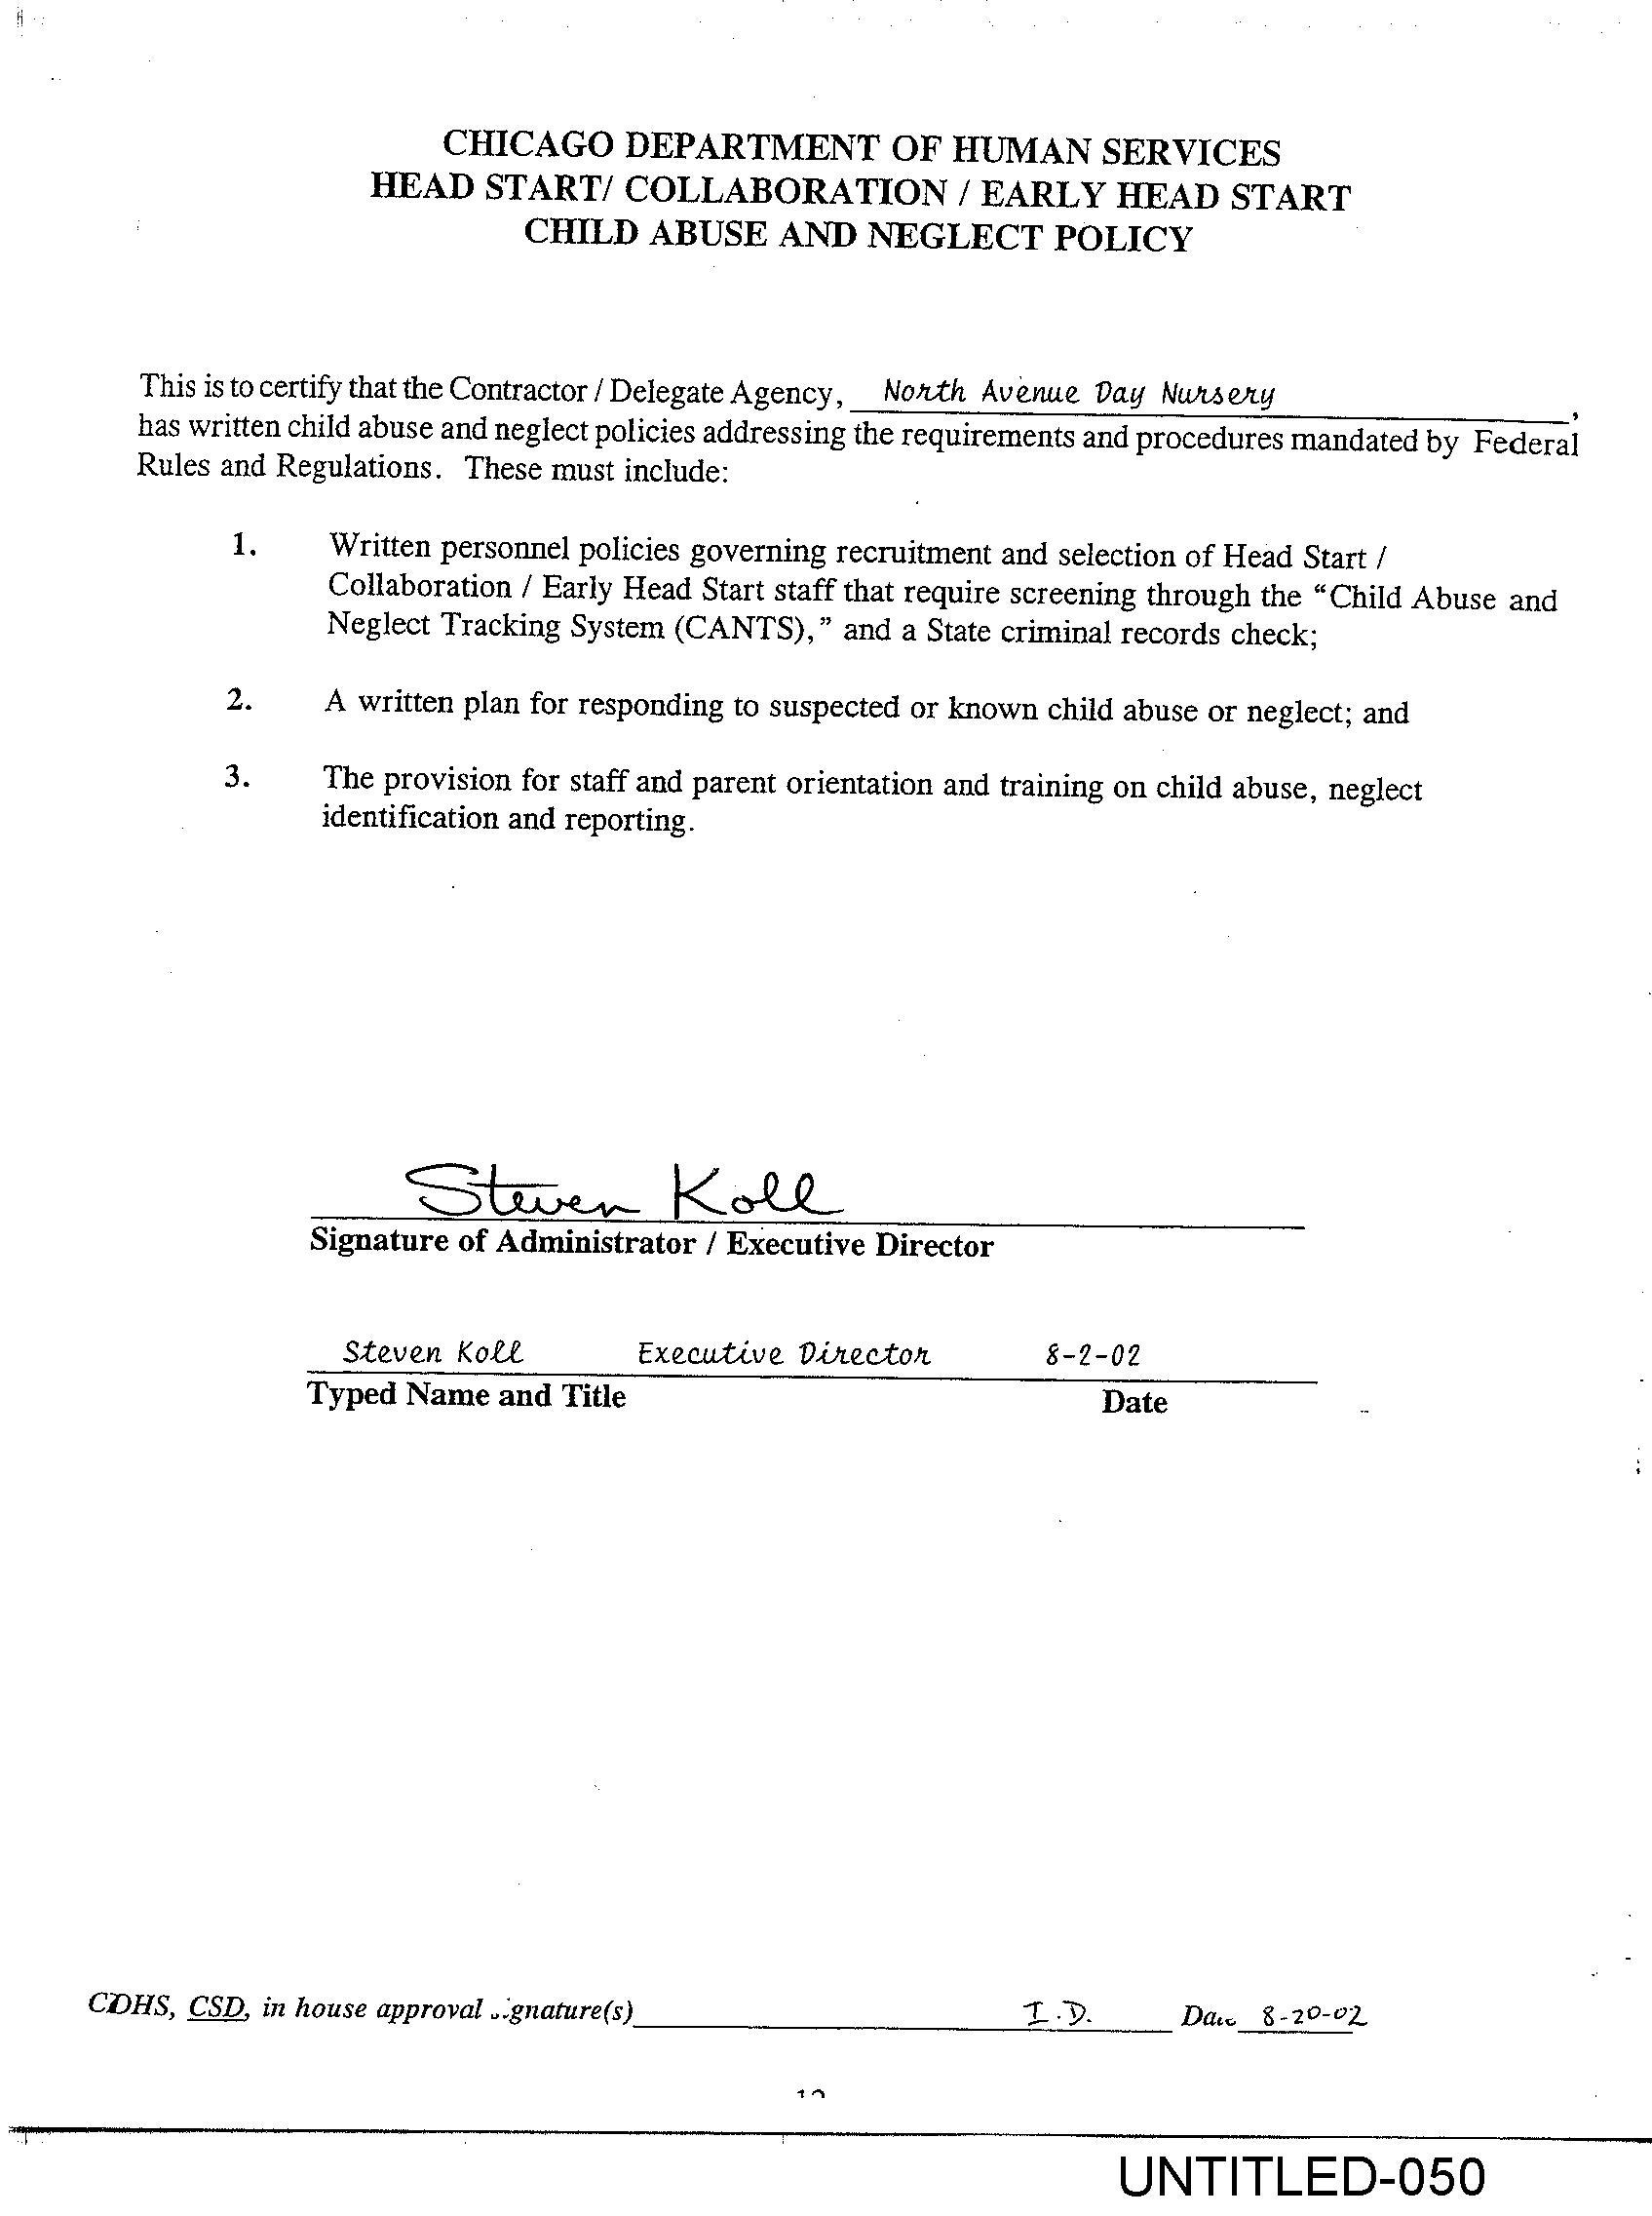 CHICAGO DEPARTMENT OF HUMAN SERVICES
HEAD START/ COLLABORATION / EARLY HEAD START
CHILD ABUSE AND NEGLECT POLICY
This is to certify that the Contractor / Delegate Agency, North Avenue Day Nursery,
has written child abuse and neglect policies addressing the requirements and procedures mandated by Federal
Rules and Regulations. These must include:
1. Written personnel policies governing recruitment and selection of Head Start /
Collaboration / Early Head Start staff that require screening through the “Child Abuse and
Neglect Tracking System (CANTS),” and a State criminal records check;
2. A written plan for responding to suspected or known child abuse or neglect; and
3. The provision for staff and parent orientation and training on child abuse, neglect
identification and reporting.
Steven Koll
Signature of Administrator / Executive Director
Steven Koll Executive Director 8-2-02
Typed Name and Title Date
CDHS, CSD, in house approval I.D. 8-20-02
UNTITLED-050